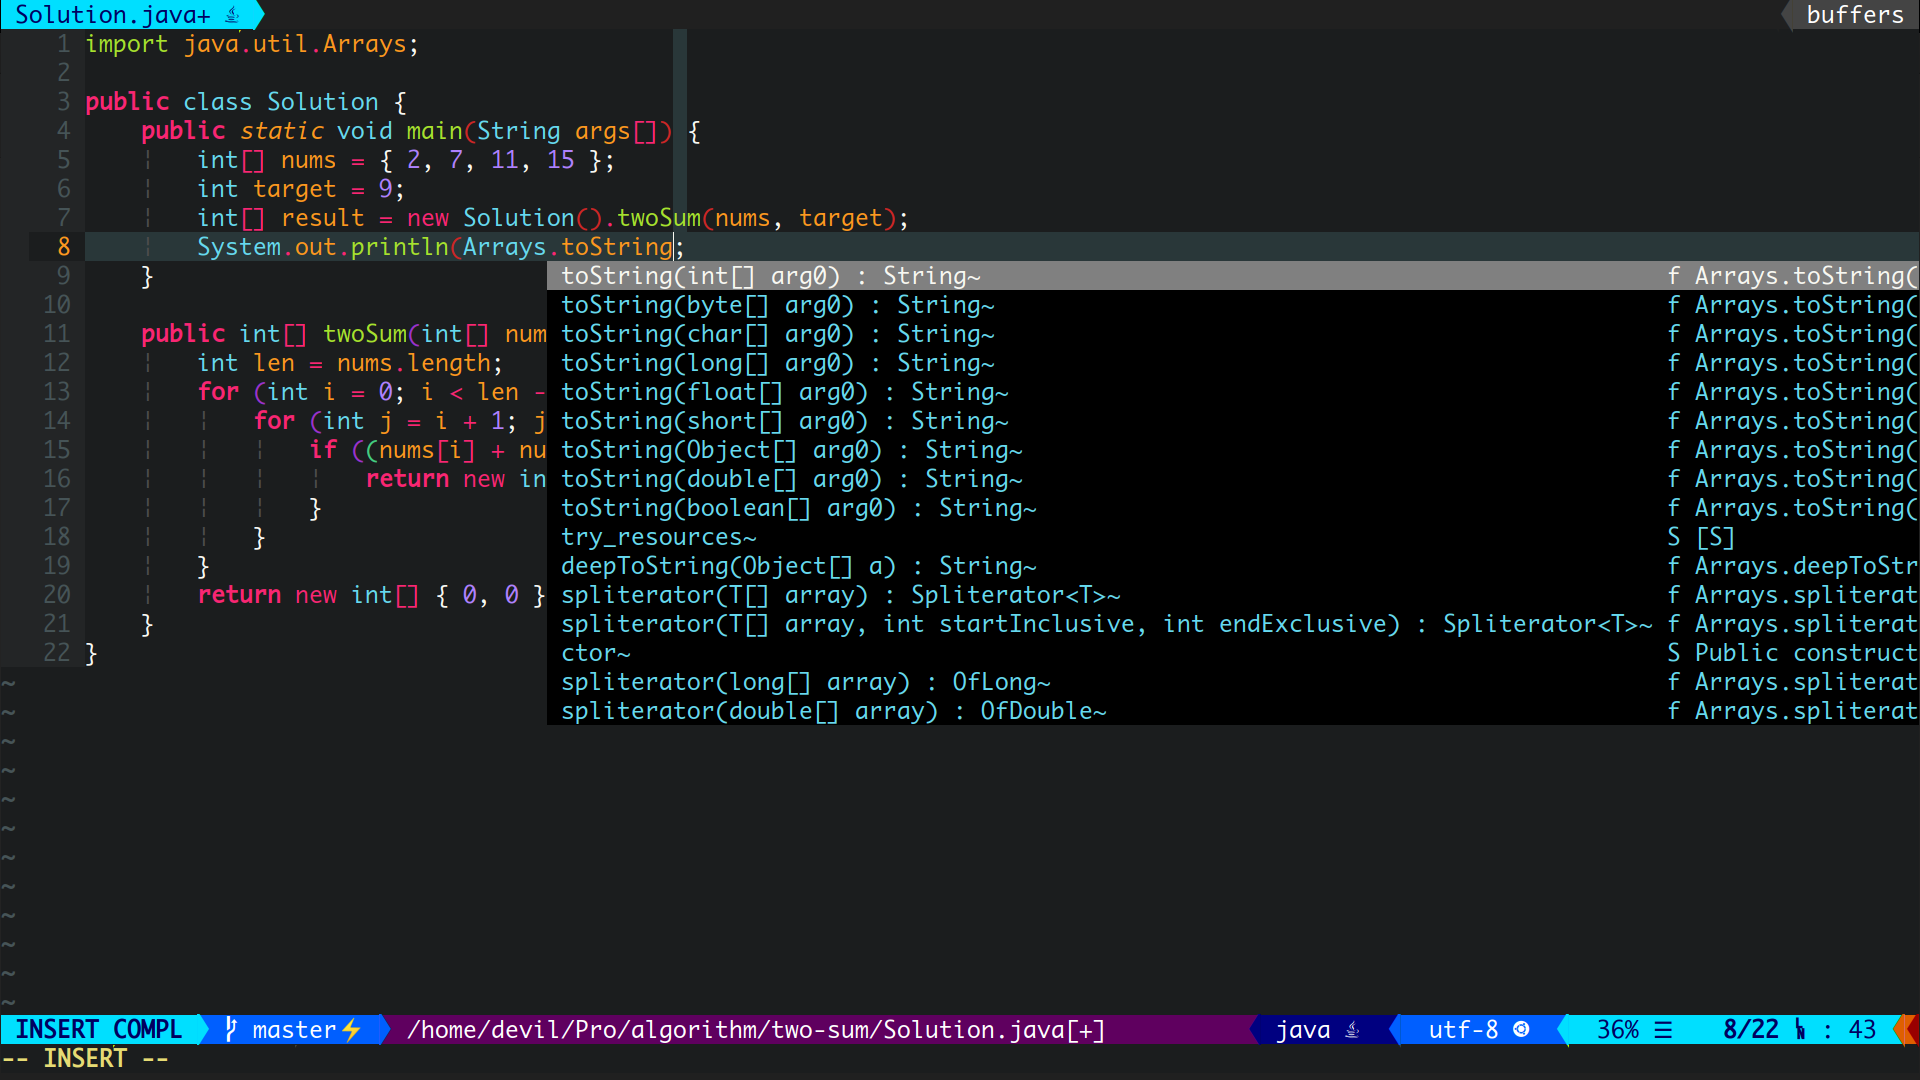 Solution.java+ buffers
1 import java.util.Arrays;
2
3 public class Solution {
4 public static void main(String args[]) {
5 int[] nums = { 2, 7, 11, 15 };
6 int target = 9;
7 int[] result = new Solution().twoSum(nums, target);
8 System.out.println(Arrays.toString;
9 } toString(int[] arg0) : String~ f Arrays.toString(
10 toString(byte[] arg0) : String~ f Arrays.toString(
11 public int[] twoSum(int[] num toString(char[] arg0) : String~ f Arrays.toString(
12 int len = nums.length; toString(long[] arg0) : String~ f Arrays.toString(
13 for (int i = 0; i < len - toString(float[] arg0) : String~ f Arrays.toString(
14 for (int j = i + 1; j toString(short[] arg0) : String~ f Arrays.toString(
15 if ((nums[i] + nu toString(Object[] arg0) : String~ f Arrays.toString(
16 return new in toString(double[] arg0) : String~ f Arrays.toString(
17 } toString(boolean[] arg0) : String~ f Arrays.toString(
18 } try_resources~ S [S]
19 } deepToString(Object[] a) : String~ f Arrays.deepToStr
20 return new int[] { 0, 0 } spliterator(T[] array) : Spliterator<T>~ f Arrays.spliterat
21 } spliterator(T[] array, int startInclusive, int endExclusive) : Spliterator<T>~ f Arrays.spliterat
22 } ctor~ S Public construct
~ spliterator(long[] array) : OfLong~ f Arrays.spliterat
~ spliterator(double[] array) : OfDouble~ f Arrays.spliterat
~
~
~
~
~
~
~
~
~
~
INSERT COMPL master⚡ /home/devil/Pro/algorithm/two-sum/Solution.java[+] java utf-8 36% ☰ 8/22 : 43
-- INSERT --